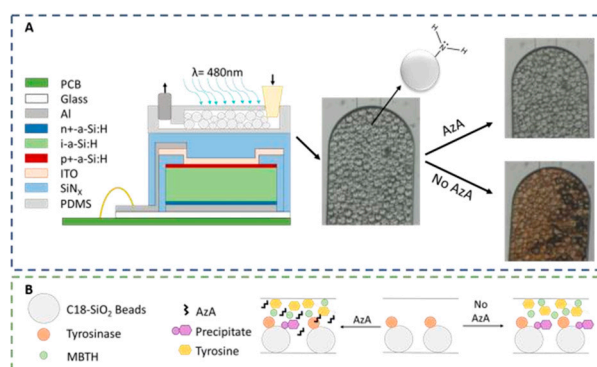 A
λ= 480nm
PCB
Glass
Al
n+-a-Si:H
i-a-Si:H
p+-a-Si:H
ITO
SiNX
PDMS
N
H
H
AzA
No AzA
B
C18-SiO2 Beads
Tyrosinase
MBTH
AzA
Precipitate
Tyrosine
AzA
No
AzA